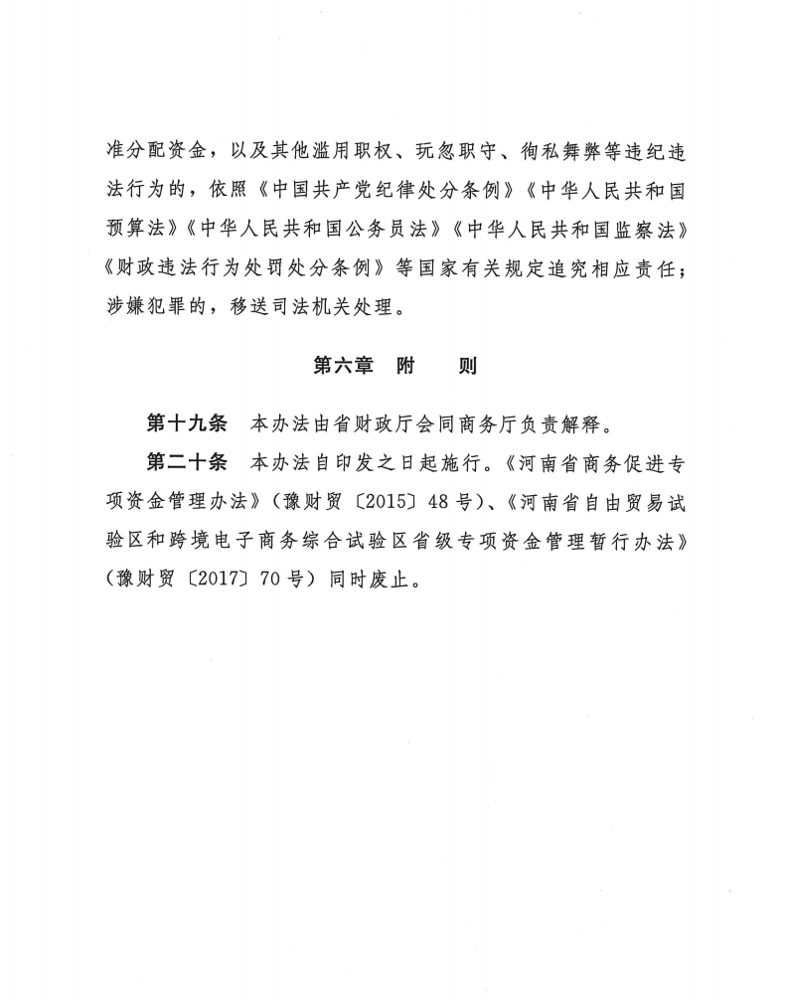 准分配资金，以及其他滥用职权、玩忽职守、徇私舞弊等违纪违
法行为的，依照《中国共产党纪律处分条例》《中华人民共和国
预算法》《中华人民共和国公务员法》《中华人民共和国监察法》
《财政违法行为处罚处分条例》等国家有关规定追究相应责任；
涉嫌犯罪的，移送司法机关处理。
第六章 附 则
第十九条 本办法由省财政厅会同商务厅负责解释。
第二十条 本办法自印发之日起施行。《河南省商务促进专
项资金管理办法》（豫财贸〔2015〕48 号）、《河南省自由贸易试
验区和跨境电子商务综合试验区省级专项资金管理暂行办法》
（豫财贸〔2017〕70 号）同时废止。